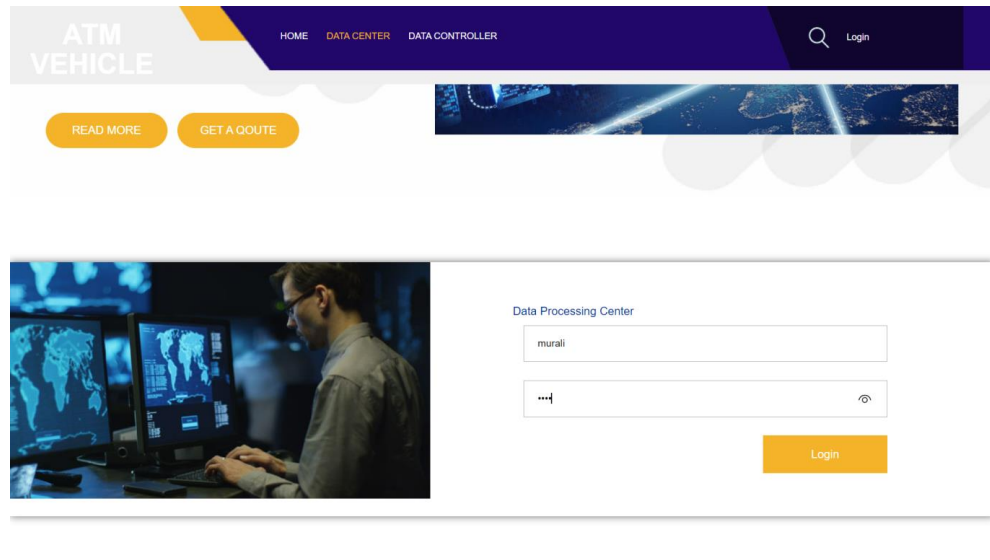 ATM
VEHICLE
HOME DATA CENTER DATA CONTROLLER
Login
READ MORE GET A QOUTE
Data Processing Center
murali
••••
Login